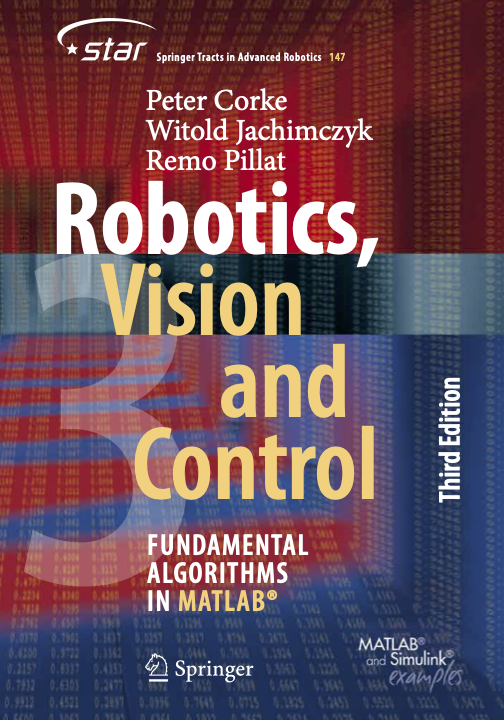 star
Springer Tracts in Advanced Robotics 147
Peter Corke
Witold Jachimczyk
Remo Pillat
Robotics,
Vision
and
Control
3
Third Edition
FUNDAMENTAL
ALGORITHMS
IN MATLAB®
MATLAB®
and Simulink®
examples
Springer